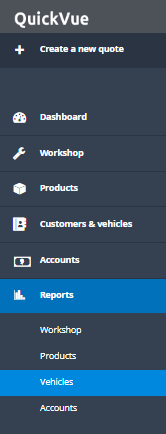 QuickVue
Create a new quote
Dashboard
Workshop
Products
Customers & vehicles
Accounts
Reports
Workshop
Products
Vehicles
Accounts